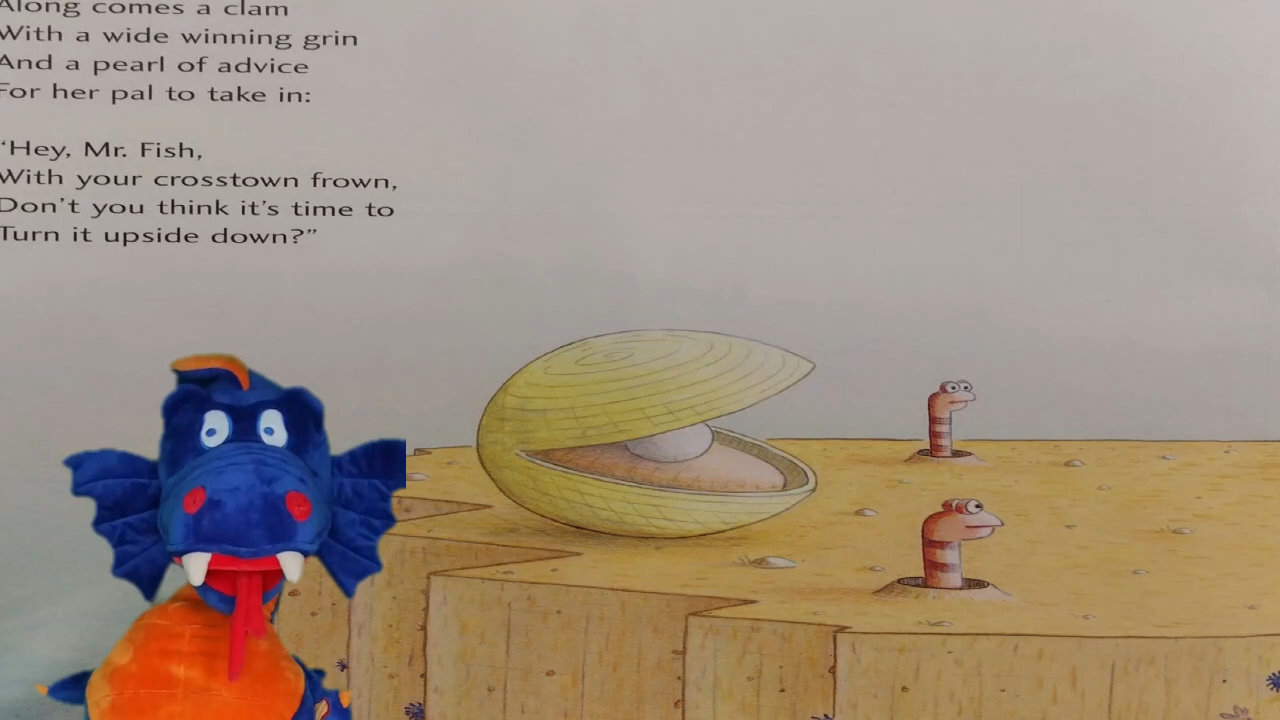 Along comes a clam
With a wide winning grin
And a pearl of advice
For her pal to take in:
“Hey, Mr. Fish,
With your crosstown frown,
Don’t you think it’s time to
Turn it upside down?”